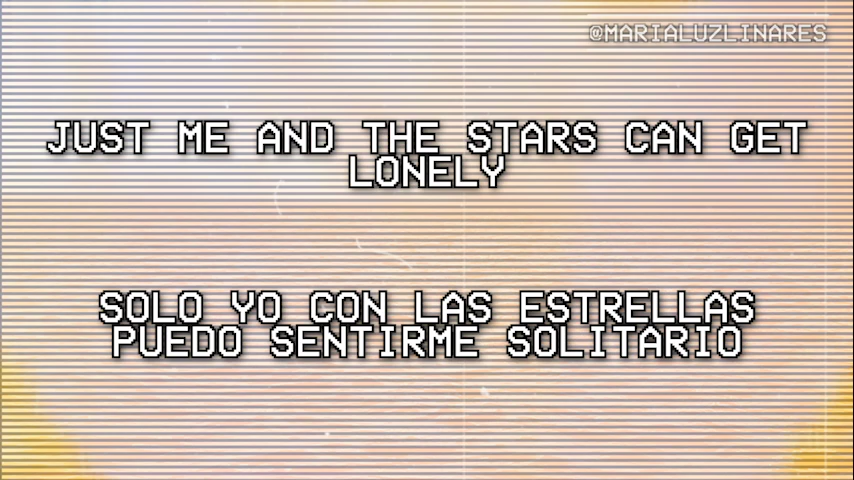 @MARIALUZLINARES
JUST ME AND THE STARS CAN GET
LONELY
SOLO YO CON LAS ESTRELLAS
PUEDO SENTIRME SOLITARIO